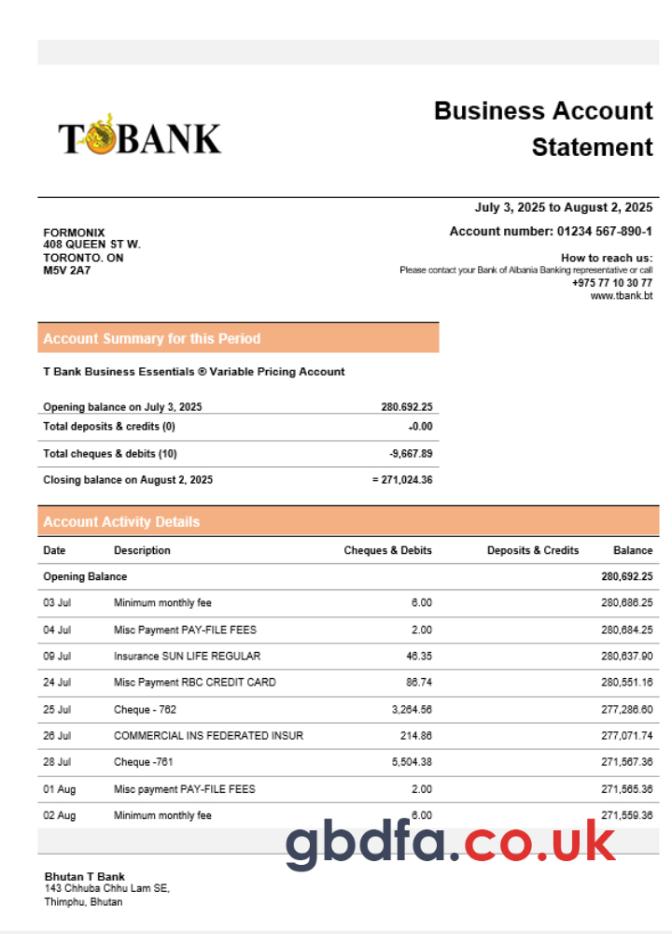 T BANK
Business Account
Statement
July 3, 2025 to August 2, 2025
FORMONIX
408 QUEEN ST W.
TORONTO. ON
M5V 2A7
Account number: 01234 567-890-1
How to reach us:
Please contact your Bank of Albania Banking representative or call
+975 77 10 30 77
www.tbank.bt
Account Summary for this Period
T Bank Business Essentials ® Variable Pricing Account
Opening balance on July 3, 2025 280.692.25
Total deposits & credits (0) -0.00
Total cheques & debits (10) -9,667.89
Closing balance on August 2, 2025 = 271,024.36
Account Activity Details
Date Description Cheques & Debits Deposits & Credits Balance
Opening Balance 280,692.25
03 Jul Minimum monthly fee 6.00 280,686.25
04 Jul Misc Payment PAY-FILE FEES 2.00 280,684.25
09 Jul Insurance SUN LIFE REGULAR 46.35 280,637.90
24 Jul Misc Payment RBC CREDIT CARD 86.74 280,551.16
25 Jul Cheque - 762 3,264.56 277,286.60
26 Jul COMMERCIAL INS FEDERATED INSUR 214.86 277,071.74
28 Jul Cheque -761 5,504.38 271,567.36
01 Aug Misc payment PAY-FILE FEES 2.00 271,565.36
02 Aug Minimum monthly fee 6.00 271,559.36
gbdfa.co.uk
Bhutan T Bank
143 Chhuba Chhu Lam SE,
Thimphu, Bhutan